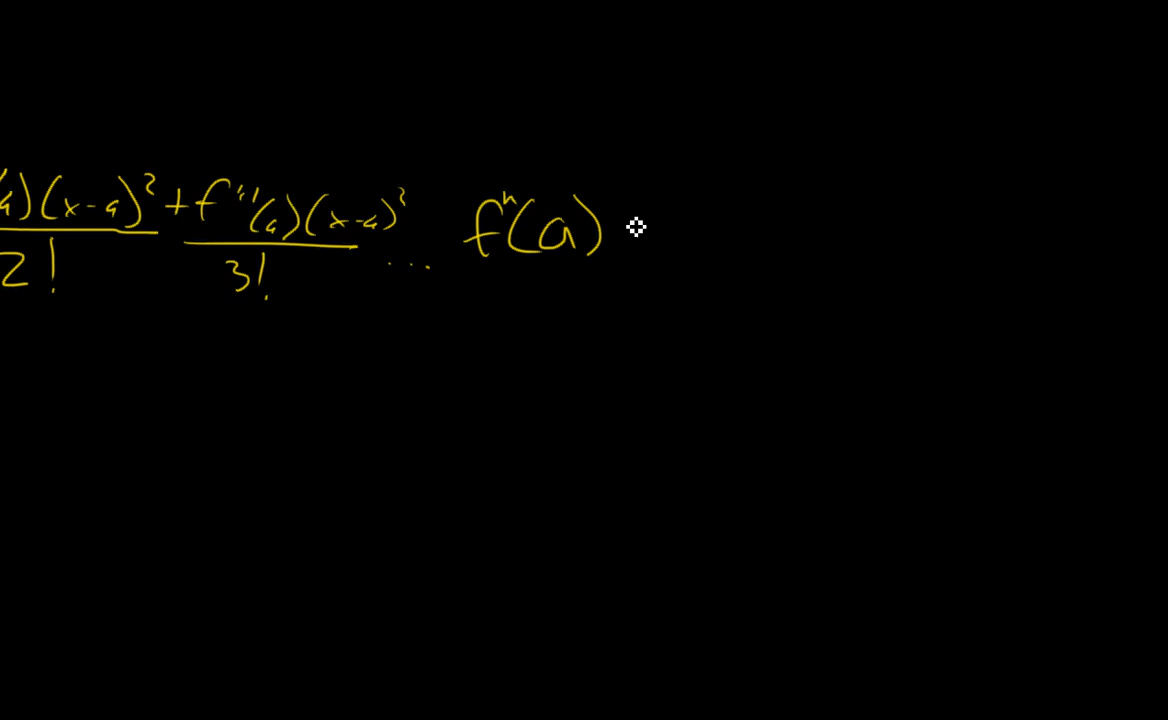 a)(x-a)² + f'''(a)(x-a)³ ... fⁿ(a)
2! 3!